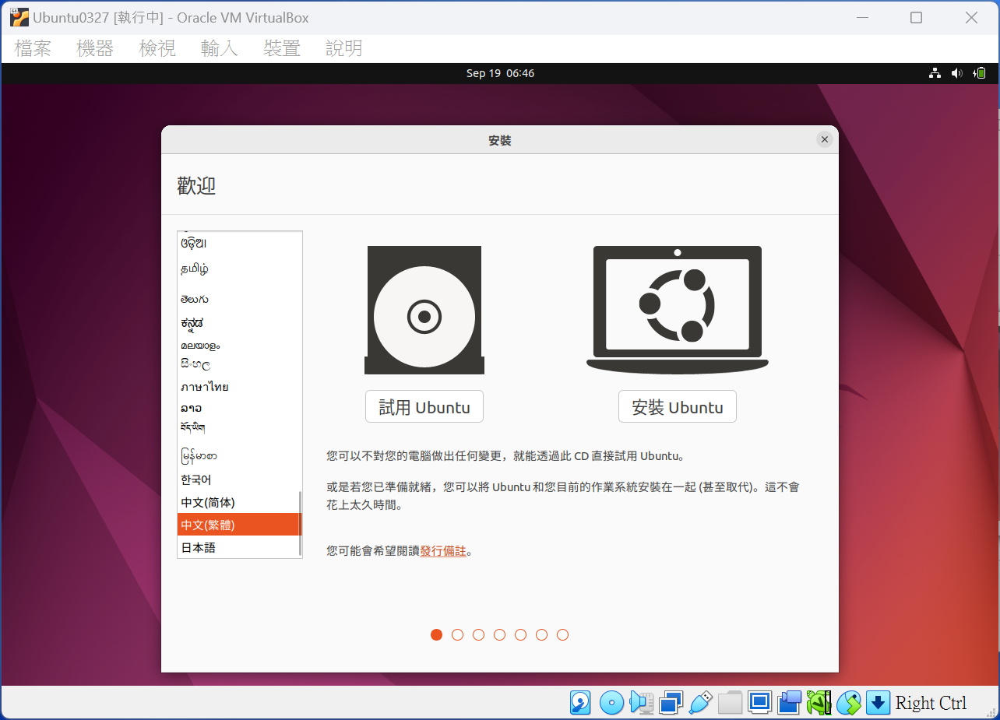 Ubuntu0327 [執行中] - Oracle VM VirtualBox
檔案 機器 檢視 輸入 裝置 說明
Sep 19 06:46
安裝
歡迎
ଓଡ଼ିଆ
தமிழ்
తెలుగు
ಕನ್ನಡ
മലയാളം
සිංහල
ภาษาไทย
ລາວ
བོད་ཡིག
မြန်မာစာ
한국어
中文(简体)
中文(繁體)
日本語
試用 Ubuntu
安裝 Ubuntu
您可以不對您的電腦做出任何變更，就能透過此 CD 直接試用 Ubuntu。
或是若您已準備就緒，您可以將 Ubuntu 和您目前的作業系統安裝在一起 (甚至取代)。這不會
花上太久時間。
您可能會希望閱讀發行備註。
Right Ctrl